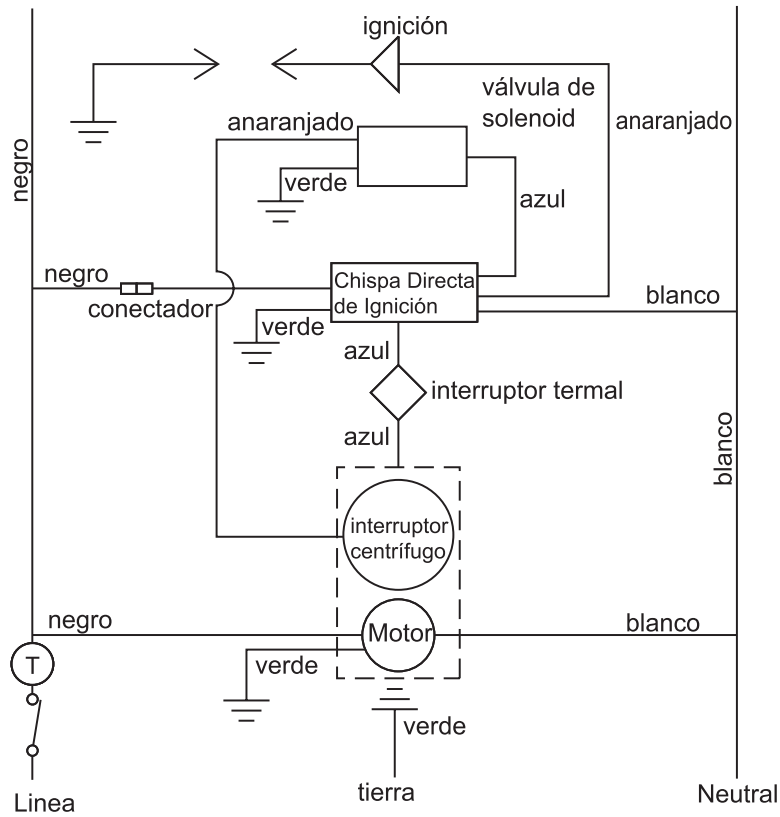 ignición
válvula de
solenoid
anaranjado
anaranjado
negro
verde
azul
negro
conectador
Chispa Directa
de Ignición
blanco
verde
azul
interruptor termal
azul
blanco
interruptor
centrífugo
negro
Motor
blanco
T
verde
verde
Linea
tierra
Neutral